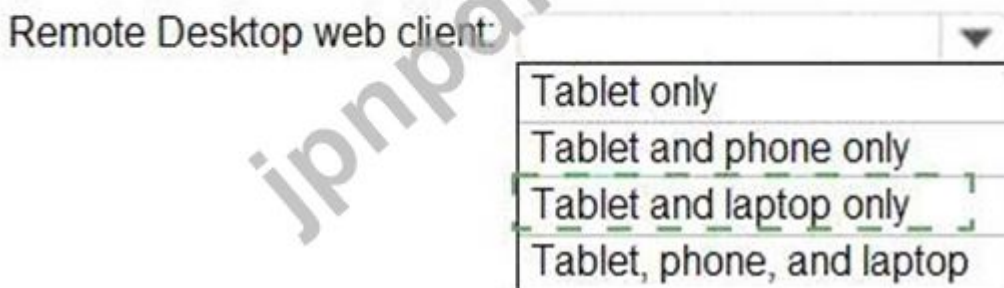 Remote Desktop web client:
Tablet only
Tablet and phone only
Tablet and laptop only
Tablet, phone, and laptop